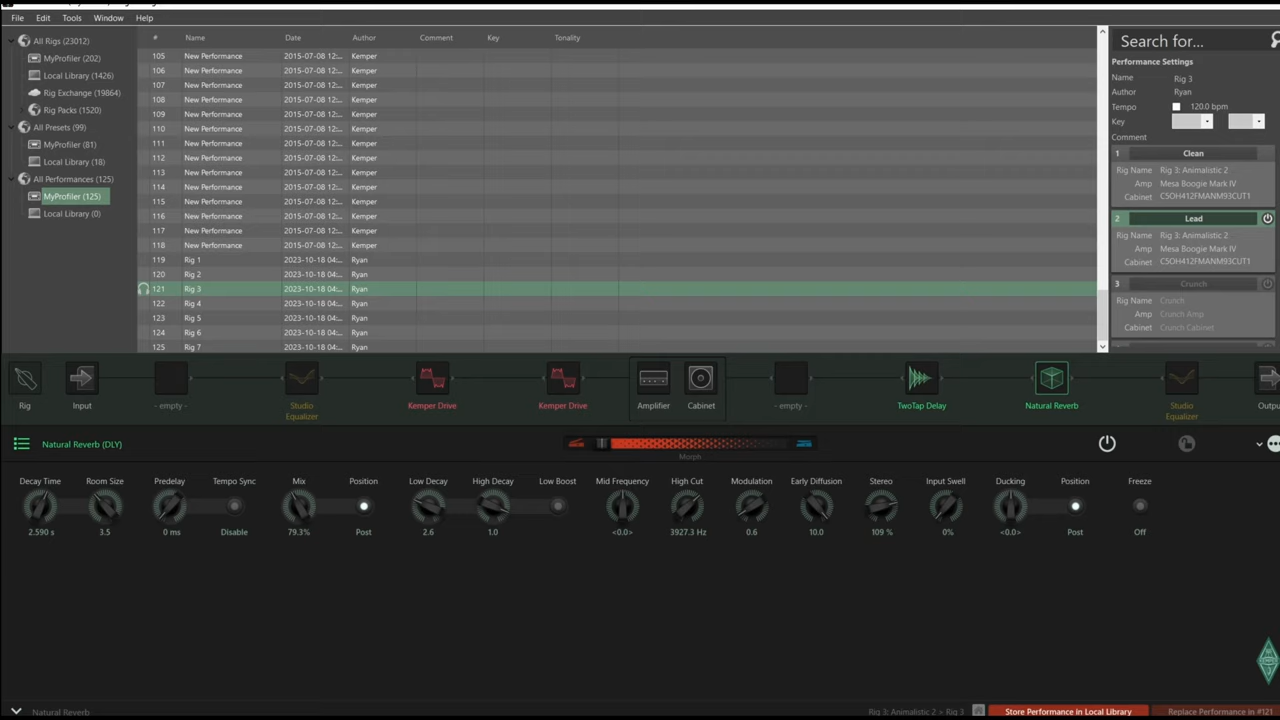 File Edit Tools Window Help
All Rigs (23012)
MyProfiler (202)
Local Library (1426)
Rig Exchange (19864)
Rig Packs (1520)
All Presets (99)
MyProfiler (81)
Local Library (18)
All Performances (125)
MyProfiler (125)
Local Library (0)
# Name Date Author Comment Key Tonality
105 New Performance 2015-07-08 12:... Kemper
106 New Performance 2015-07-08 12:... Kemper
107 New Performance 2015-07-08 12:... Kemper
108 New Performance 2015-07-08 12:... Kemper
109 New Performance 2015-07-08 12:... Kemper
110 New Performance 2015-07-08 12:... Kemper
111 New Performance 2015-07-08 12:... Kemper
112 New Performance 2015-07-08 12:... Kemper
113 New Performance 2015-07-08 12:... Kemper
114 New Performance 2015-07-08 12:... Kemper
115 New Performance 2015-07-08 12:... Kemper
116 New Performance 2015-07-08 12:... Kemper
117 New Performance 2015-07-08 12:... Kemper
118 New Performance 2015-07-08 12:... Kemper
119 Rig 1 2023-10-18 04:... Ryan
120 Rig 2 2023-10-18 04:... Ryan
121 Rig 3 2023-10-18 04:... Ryan
122 Rig 4 2023-10-18 04:... Ryan
123 Rig 5 2023-10-18 04:... Ryan
124 Rig 6 2023-10-18 04:... Ryan
125 Rig 7 2023-10-18 04:... Ryan
Search for...
Performance Settings
Name Rig 3
Author Ryan
Tempo 120.0 bpm
Key
Comment
1 Clean
Rig Name Rig 3: Animalistic 2
Amp Mesa Boogie Mark IV
Cabinet C5OH412FMANM93CUT1
2 Lead
Rig Name Rig 3: Animalistic 2
Amp Mesa Boogie Mark IV
Cabinet C5OH412FMANM93CUT1
3 Crunch
Rig Name Crunch
Amp Crunch Amp
Cabinet Crunch Cabinet
Rig Input - empty - Studio Equalizer Kemper Drive Kemper Drive Amplifier Cabinet - empty - TwoTap Delay Natural Reverb Studio Equalizer Outpu
Natural Reverb (DLY)
Morph
Decay Time Room Size Predelay Tempo Sync Mix Position Low Decay High Decay Low Boost Mid Frequency High Cut Modulation Early Diffusion Stereo Input Swell Ducking Position Freeze
2.590 s 3.5 0 ms Disable 79.3% Post 2.6 1.0 <0.0> 3927.3 Hz 0.6 10.0 109 % 0% <0.0> Post Off
Natural Reverb
Rig 3: Animalistic 2 > Rig 3
Store Performance in Local Library
Replace Performance in #121